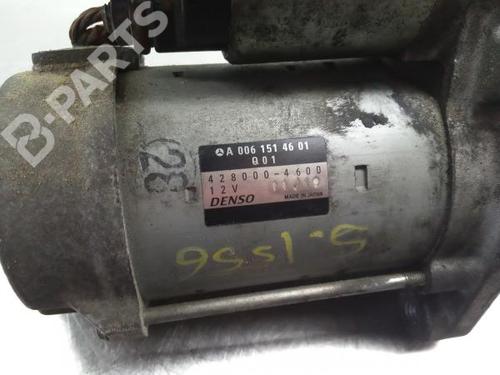 B-PARTS
A 006 151 46 01
Q01
428000-4600
12V
DENSO MADE IN JAPAN
S-1556